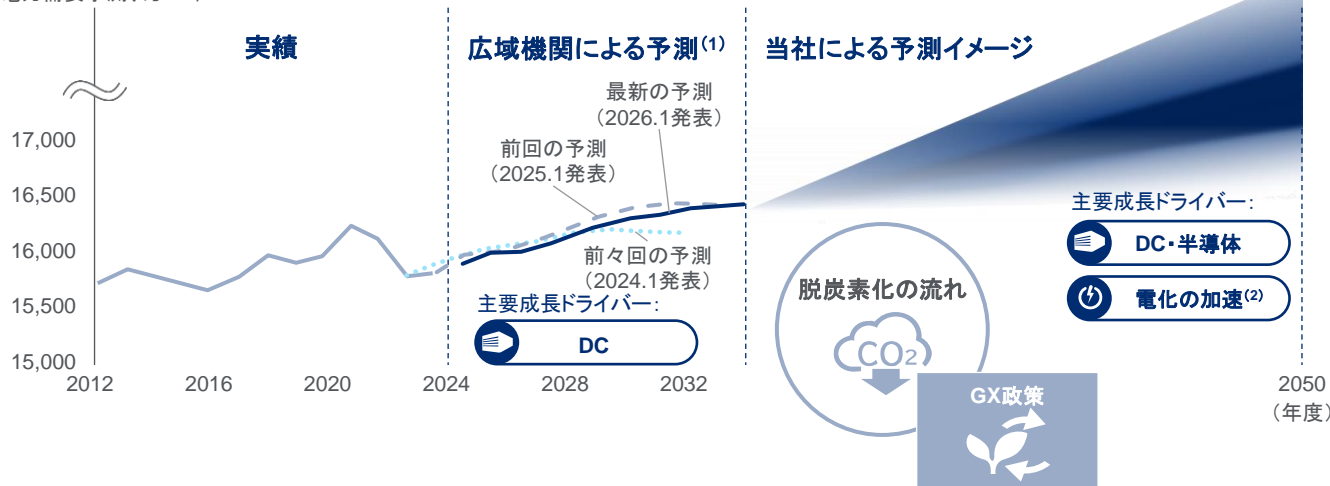 実績
広域機関による予測(1)
当社による予測イメージ
最新の予測
(2026.1発表)
前回の予測
(2025.1発表)
前々回の予測
(2024.1発表)
17,000
16,500
16,000
15,500
15,000
主要成長ドライバー:
DC
主要成長ドライバー:
DC・半導体
電化の加速(2)
脱炭素化の流れ
CO2
GX政策
2012
2016
2020
2024
2028
2032
2050
(年度)